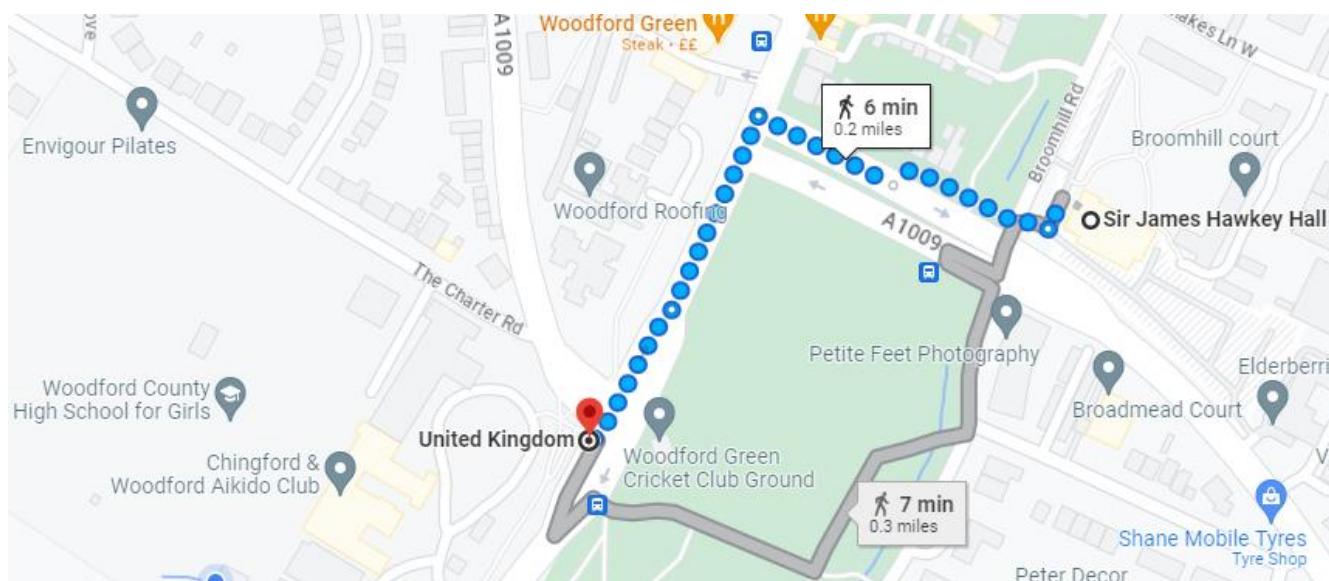 Woodford Green
Steak • ££
A1009
Envigour Pilates
6 min
0.2 miles
Broomhill Rd
Broomhill court
Woodford Roofing
A1009
Sir James Hawkey Hall
The Charter Rd
Petite Feet Photography
Woodford County
High School for Girls
Elderberri
Broadmead Court
United Kingdom
Woodford Green
Cricket Club Ground
Chingford &
Woodford Aikido Club
7 min
0.3 miles
Shane Mobile Tyres
Tyre Shop
Peter Decor